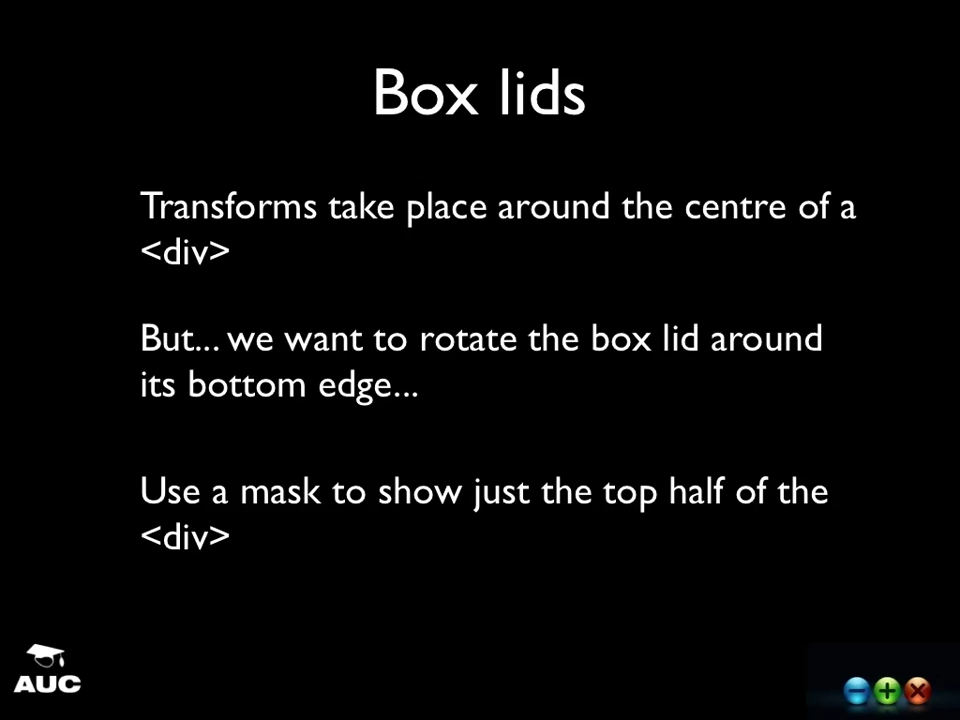 Box lids
Transforms take place around the centre of a
<div>
But... we want to rotate the box lid around
its bottom edge...
Use a mask to show just the top half of the
<div>
AUC